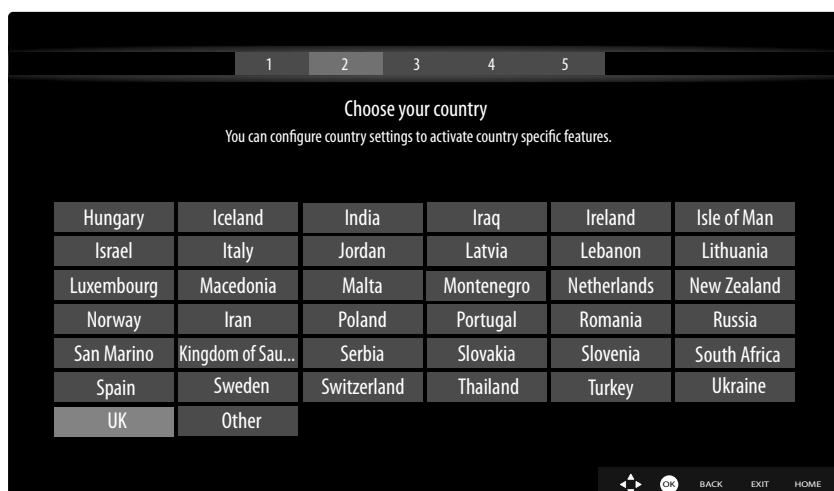 1 2 3 4 5
Choose your country
You can configure country settings to activate country specific features.
Hungary Iceland India Iraq Ireland Isle of Man
Israel Italy Jordan Latvia Lebanon Lithuania
Luxembourg Macedonia Malta Montenegro Netherlands New Zealand
Norway Iran Poland Portugal Romania Russia
San Marino Kingdom of Sau... Serbia Slovakia Slovenia South Africa
Spain Sweden Switzerland Thailand Turkey Ukraine
UK Other
OK BACK EXIT HOME